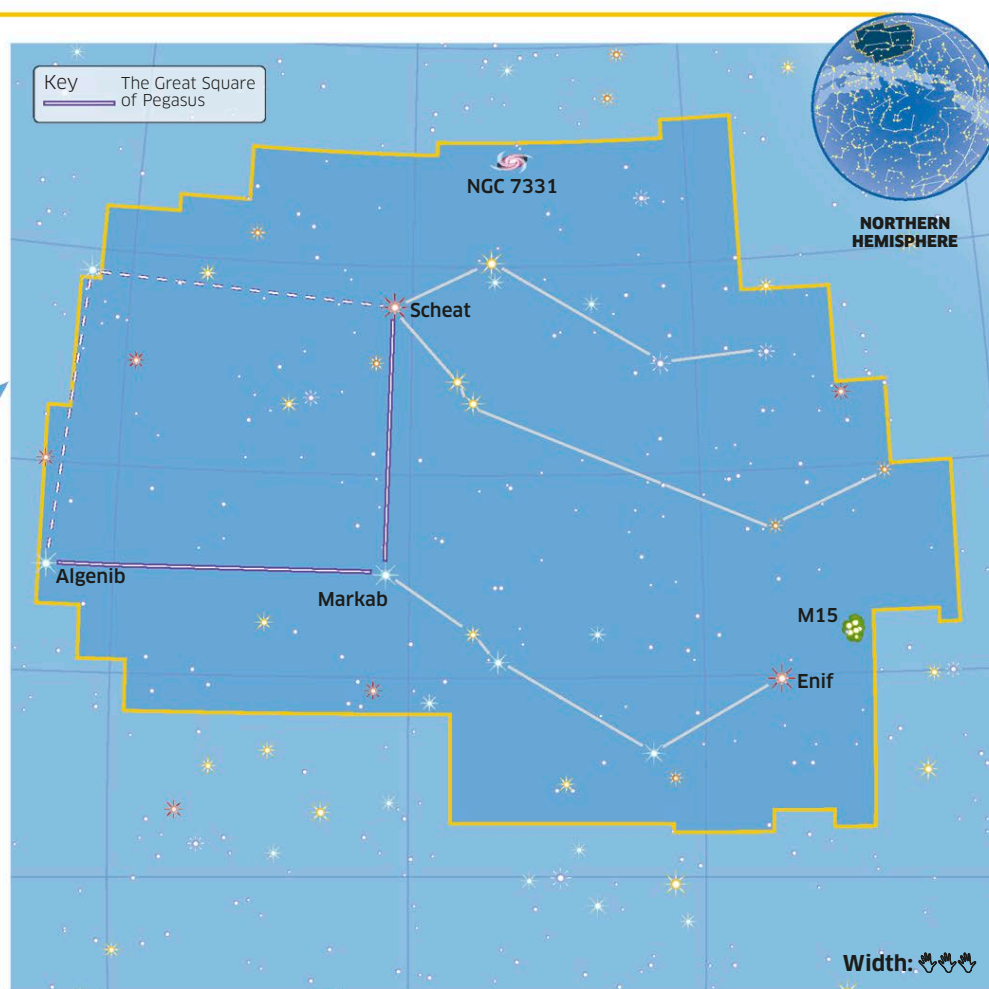 Key The Great Square
of Pegasus
NORTHERN
HEMISPHERE
NGC 7331
Scheat
Algenib
Markab
M15
Enif
Width: